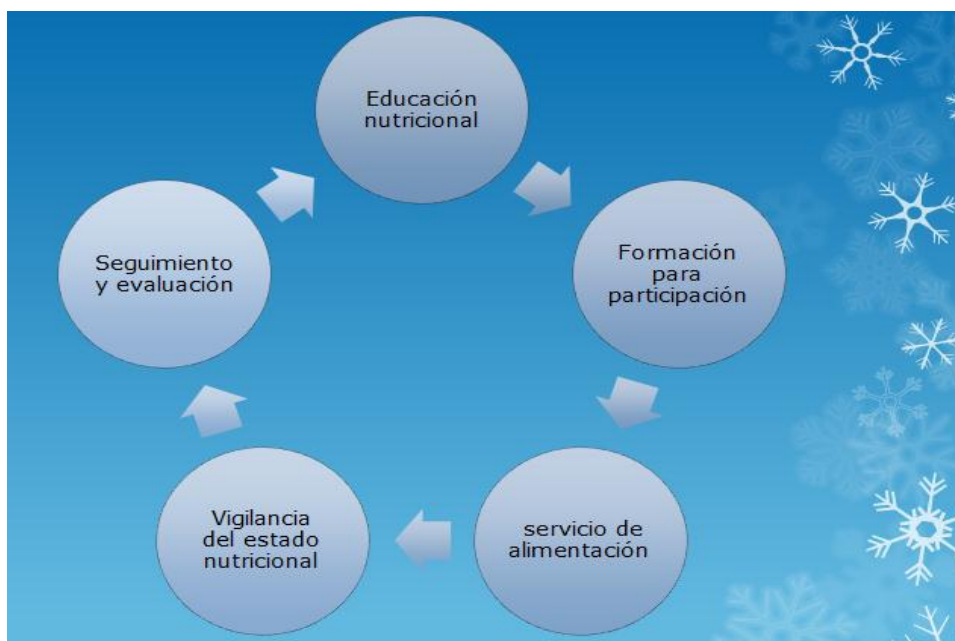 Educación
nutricional
Formación
para
participación
servicio de
alimentación
Vigilancia
del estado
nutricional
Seguimiento
y evaluación